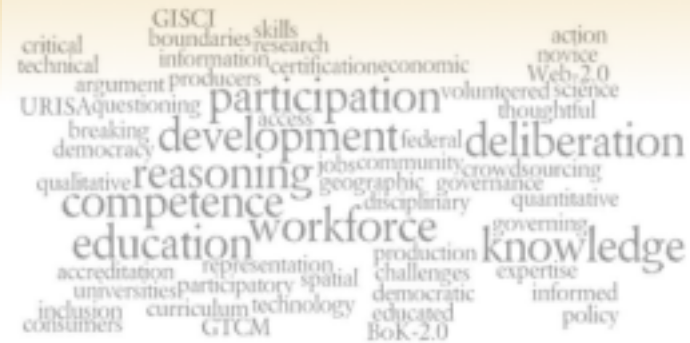 GISCI
critical boundaries skills research action
technical information certification economic novice
argument producers Web-2.0
URISA questioning participation volunteered science
access thoughtful
breaking development federal deliberation
democracy
qualitative reasoning jobs community crowdsourcing
geographic governance
competence disciplinary quantitative
education workforce governing
production knowledge
accreditation representation challenges expertise
universities participatory spatial democratic informed
inclusion curriculum technology educated policy
consumers GTCM BoK-2.0